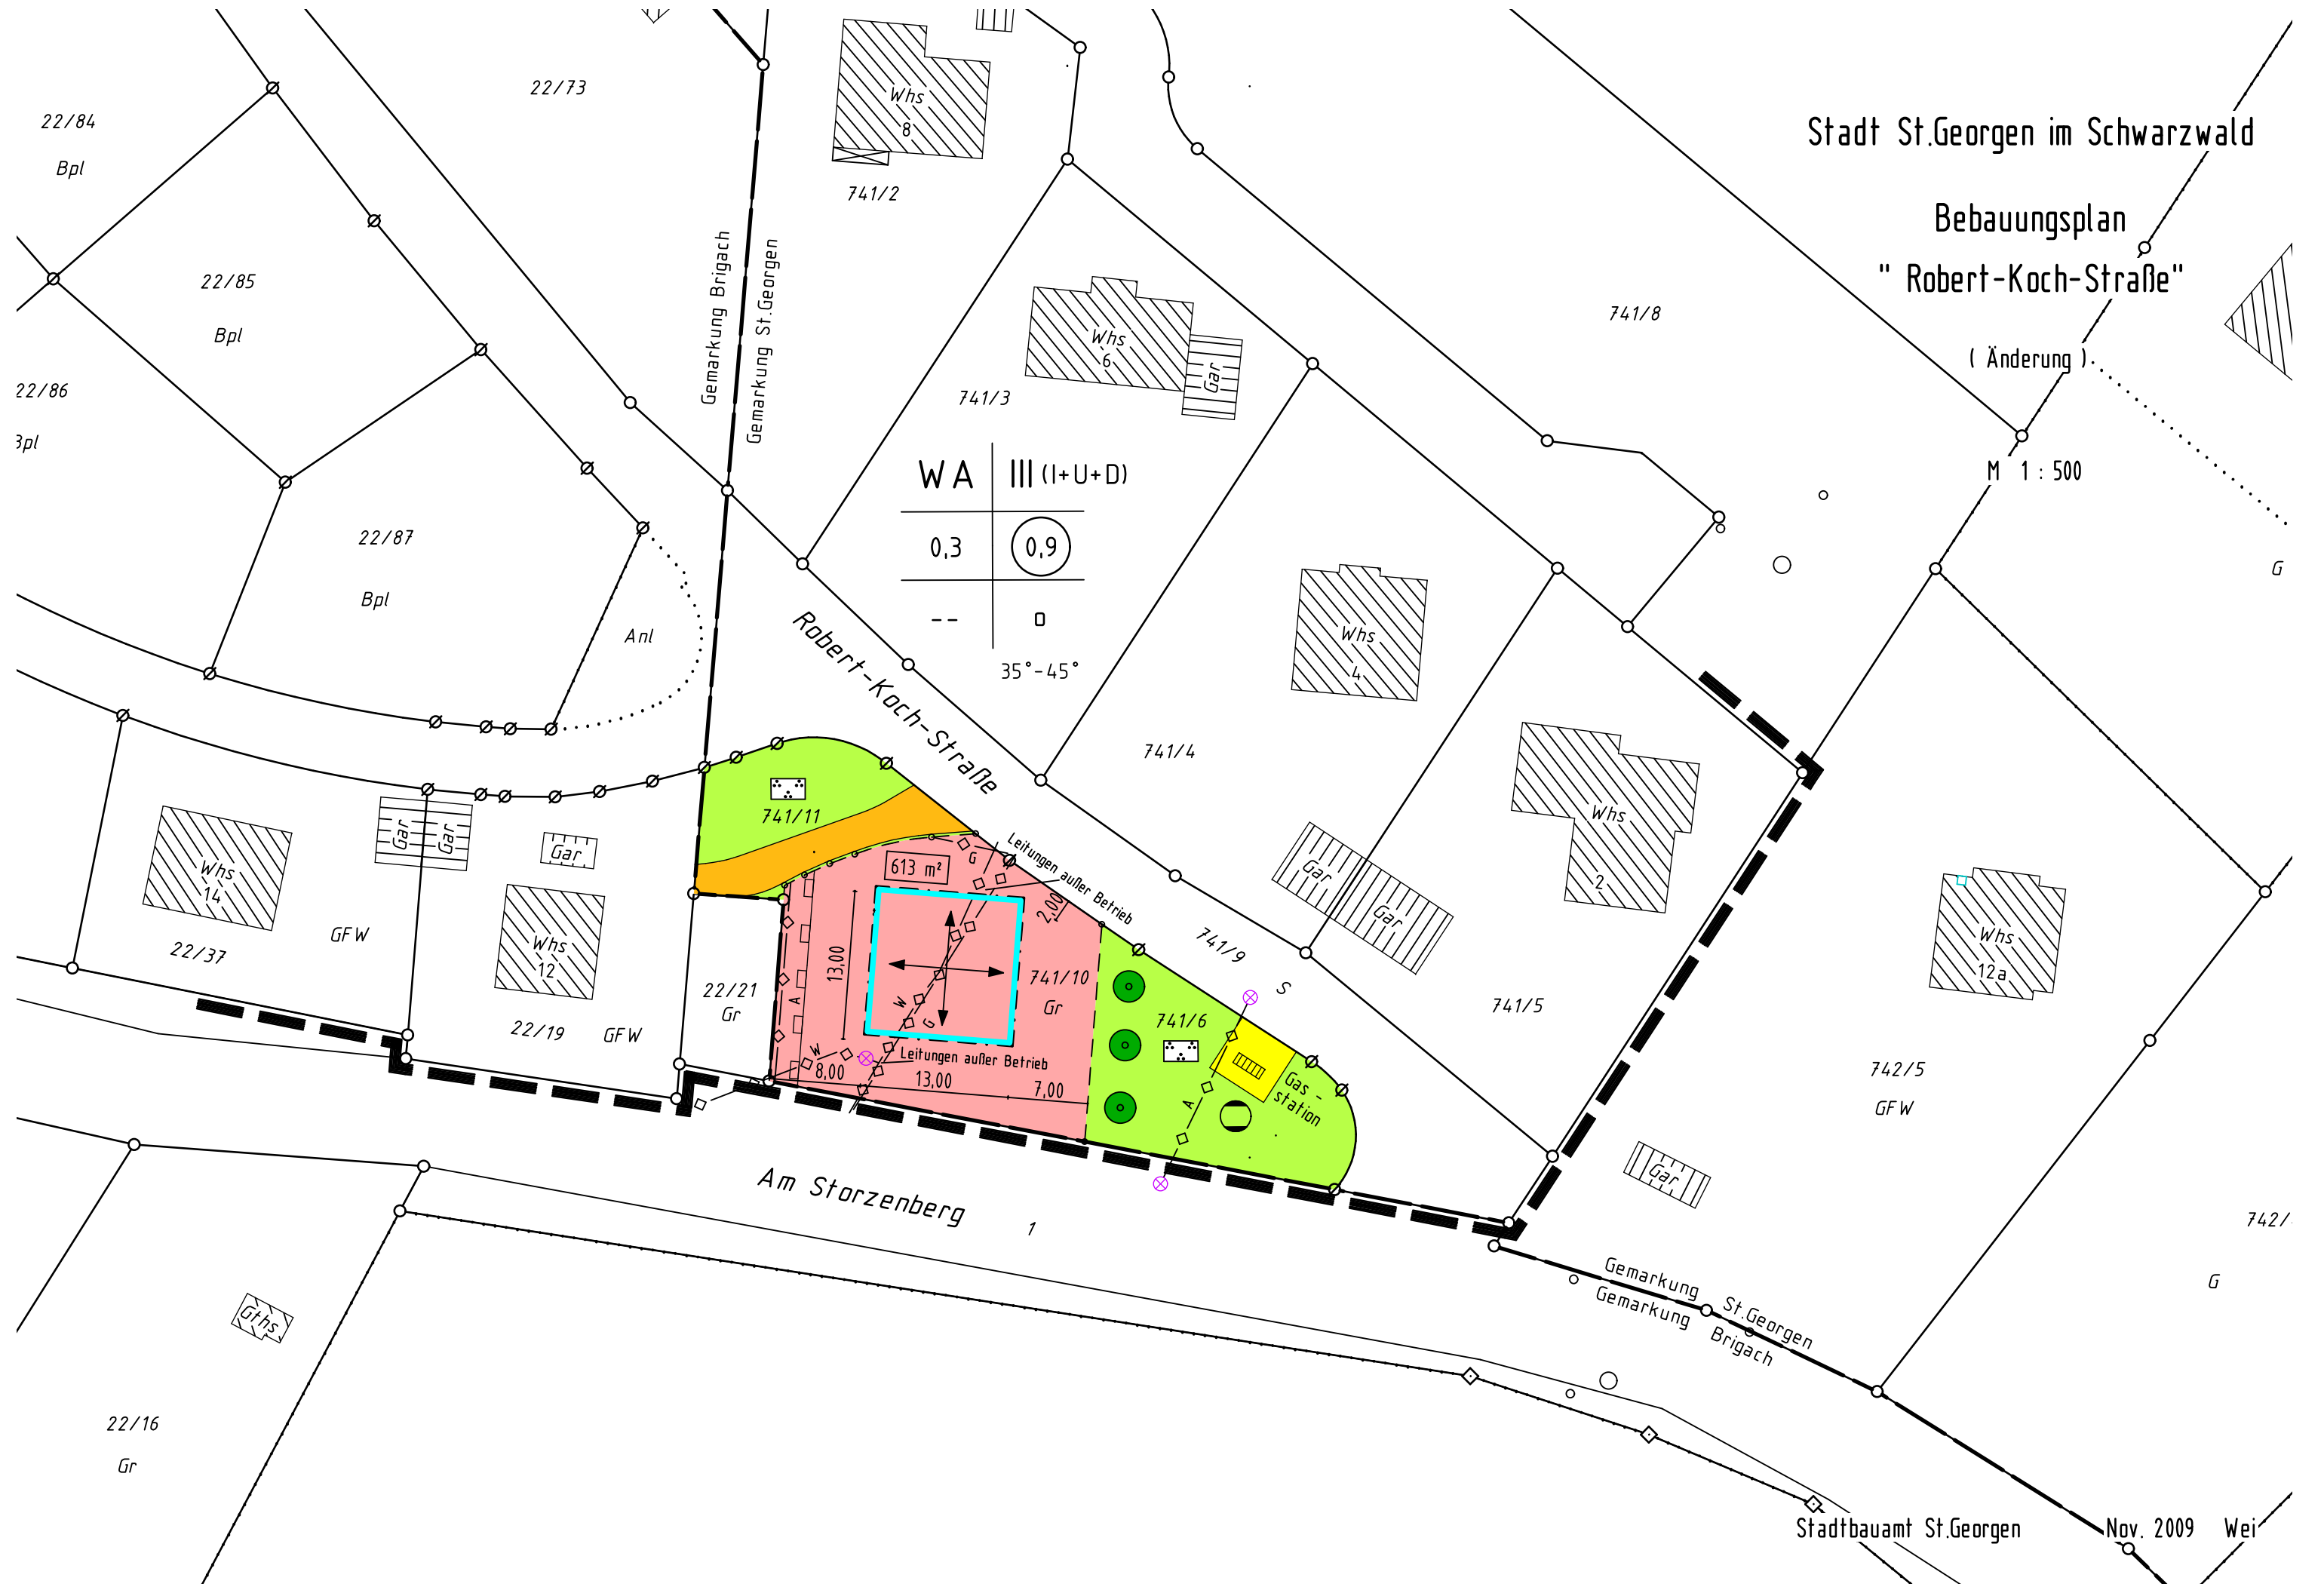 Stadt St.Georgen im Schwarzwald
Bebauungsplan
" Robert-Koch-Straße"
( Änderung )
M 1 : 500
22/84
Bpl
22/73
Whs
8
741/2
22/85
Bpl
22/86
Gemarkung Brigach
Gemarkung St.Georgen
Whs
6
Gar
741/3
741/8
WA
III (I+U+D)
0,3
0,9
--
o
35°-45°
22/87
Bpl
Anl
G
Robert-Koch-Straße
Whs
4
741/4
Whs
2
Gar
Gar
741/9
S
741/5
741/11
613 m²
G
Leitungen außer Betrieb
2,00
13,00
A
W
G
741/10
Gr
W
Leitungen außer Betrieb
8,00
13,00
7,00
741/6
A
Gas-
station
Gar
Gar
Gar
Whs
14
22/37
GFW
Whs
12
22/19
GFW
22/21
Gr
Whs
12a
742/5
GFW
Gar
742/
G
Am Storzenberg
1
Gemarkung St.Georgen
Gemarkung Brigach
Gths
22/16
Gr
Stadtbauamt St.Georgen
Nov. 2009
Wei